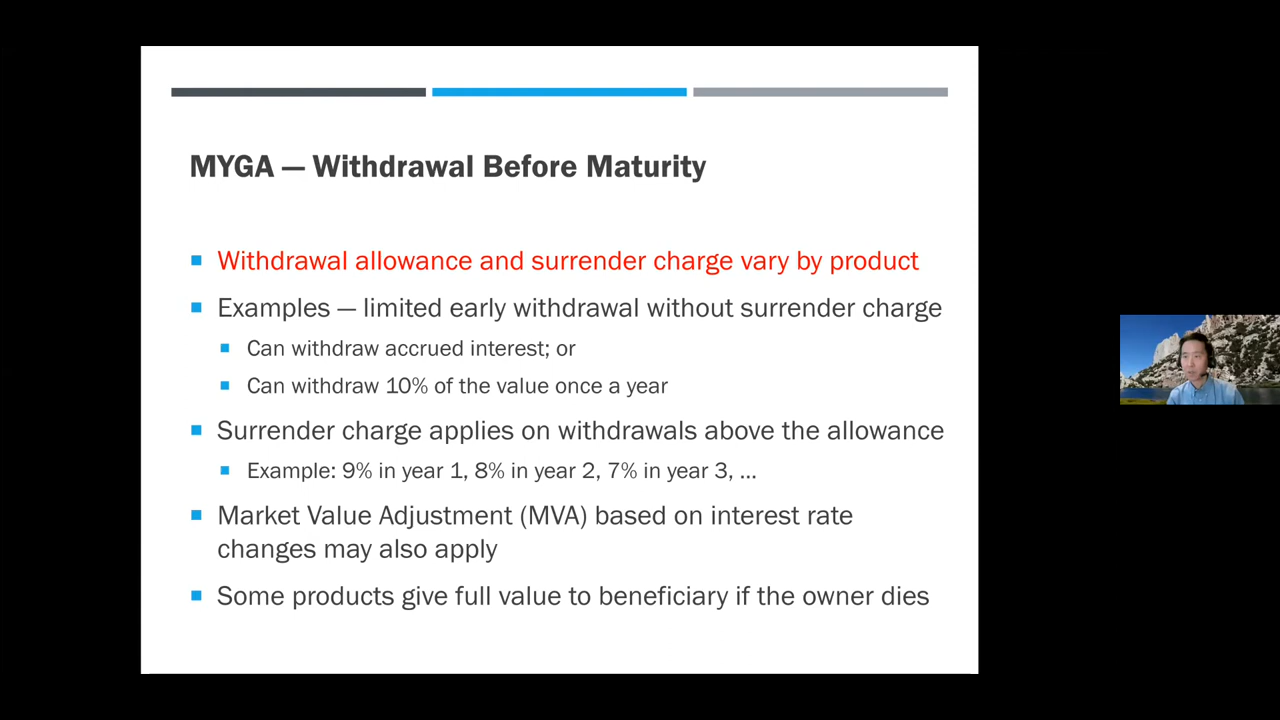 MYGA — Withdrawal Before Maturity
Withdrawal allowance and surrender charge vary by product
Examples — limited early withdrawal without surrender charge
Can withdraw accrued interest; or
Can withdraw 10% of the value once a year
Surrender charge applies on withdrawals above the allowance
Example: 9% in year 1, 8% in year 2, 7% in year 3, ...
Market Value Adjustment (MVA) based on interest rate
changes may also apply
Some products give full value to beneficiary if the owner dies